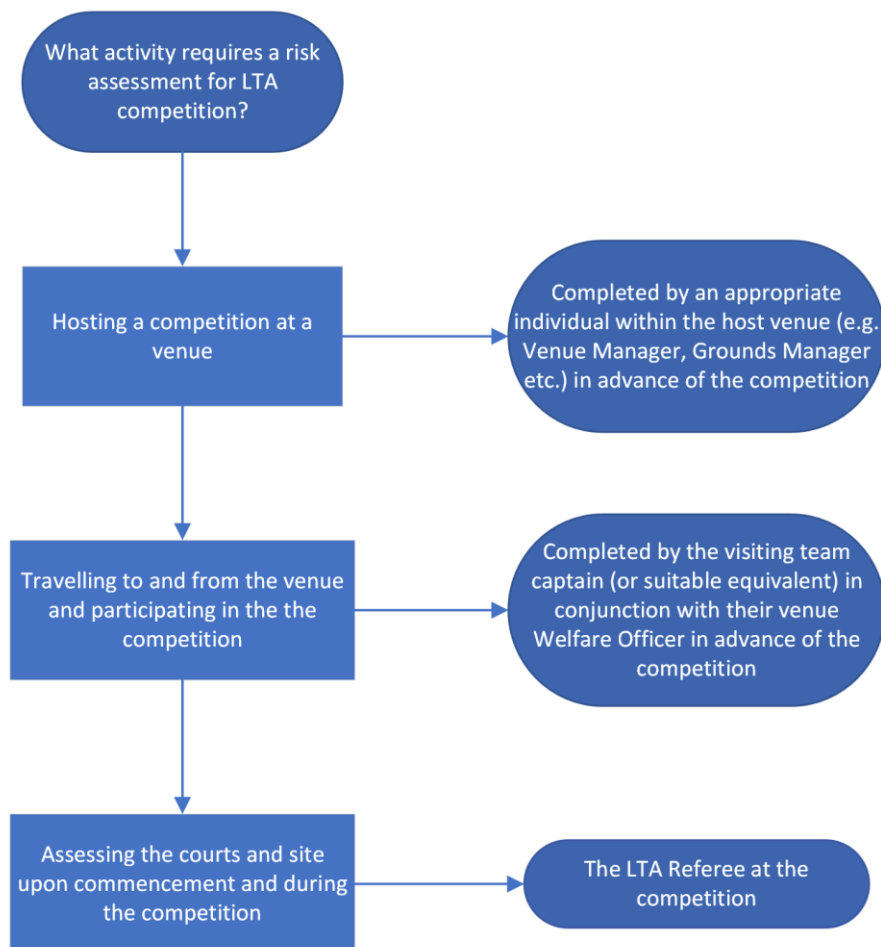 What activity requires a risk
assessment for LTA
competition?
Hosting a competition at a
venue
Completed by an appropriate
individual within the host venue (e.g.
Venue Manager, Grounds Manager
etc.) in advance of the competition
Travelling to and from the venue
and participating in the the
competition
Completed by the visiting team
captain (or suitable equivalent) in
conjunction with their venue
Welfare Officer in advance of the
competition
Assessing the courts and site
upon commencement and during
the competition
The LTA Referee at the
competition